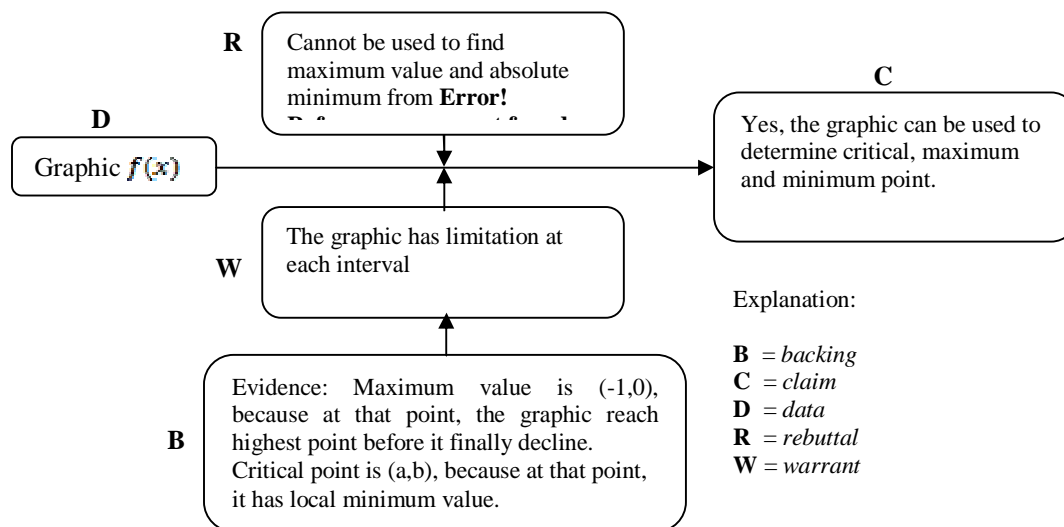 R
Cannot be used to find
maximum value and absolute
minimum from Error!
C
Yes, the graphic can be used to
determine critical, maximum
and minimum point.
D
Graphic f(x)
W
The graphic has limitation at
each interval
B
Evidence: Maximum value is (-1,0),
because at that point, the graphic reach
highest point before it finally decline.
Critical point is (a,b), because at that point,
it has local minimum value.
Explanation:
B = backing
C = claim
D = data
R = rebuttal
W = warrant